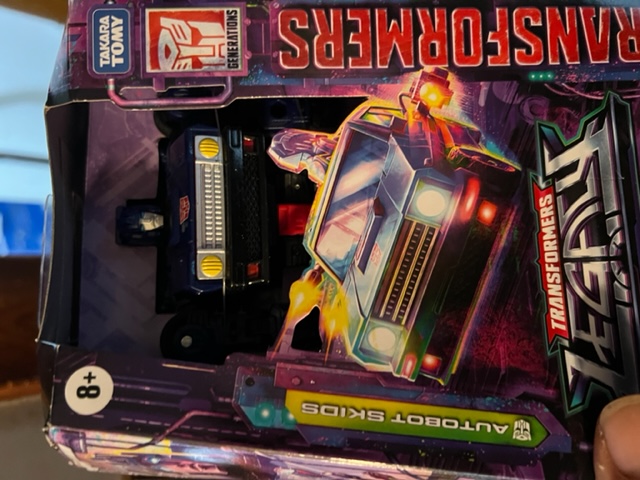 TAKARA
TOMY
GENERATIONS
TRANSFORMERS
TRANSFORMERS
LEGACY
AUTOBOT SKIDS
8+